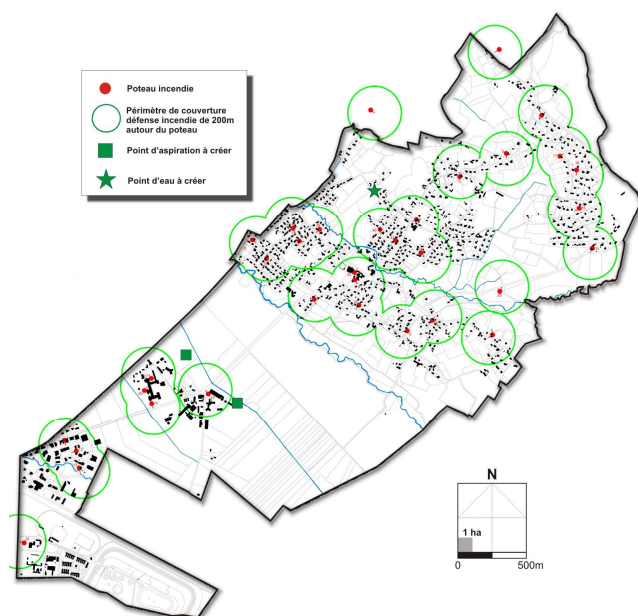 Poteau incendie
Périmètre de couverture
défense incendie de 200m
autour du poteau
Point d'aspiration à créer
Point d'eau à créer
N
1 ha
0
500m